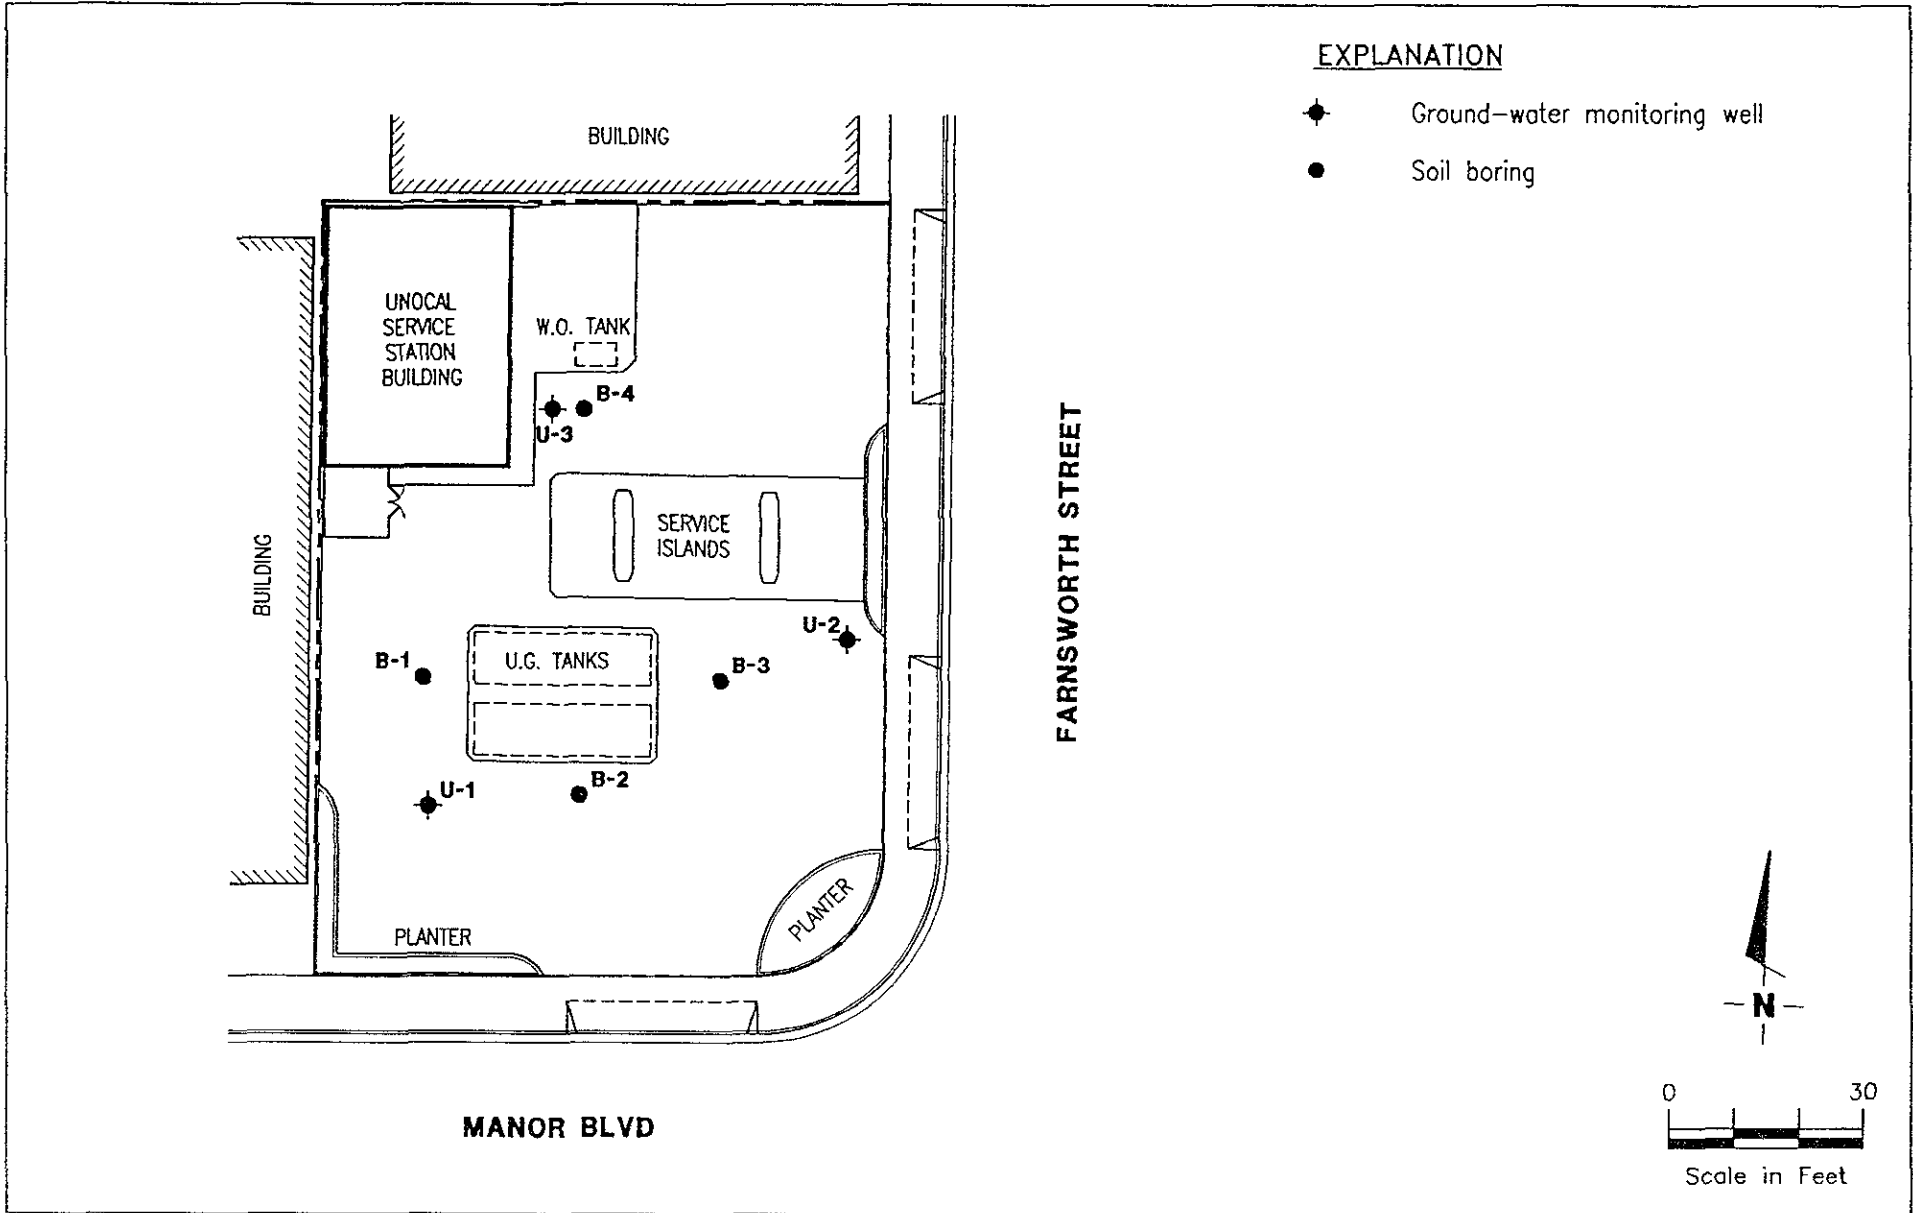 EXPLANATION
Ground-water monitoring well
Soil boring
BUILDING
UNOCAL
SERVICE
STATION
BUILDING
W.O. TANK
B-4
U-3
SERVICE
ISLANDS
BUILDING
FARNSWORTH STREET
U-2
B-1
U.G. TANKS
B-3
U-1
B-2
PLANTER
PLANTER
N
MANOR BLVD
0 30
Scale in Feet